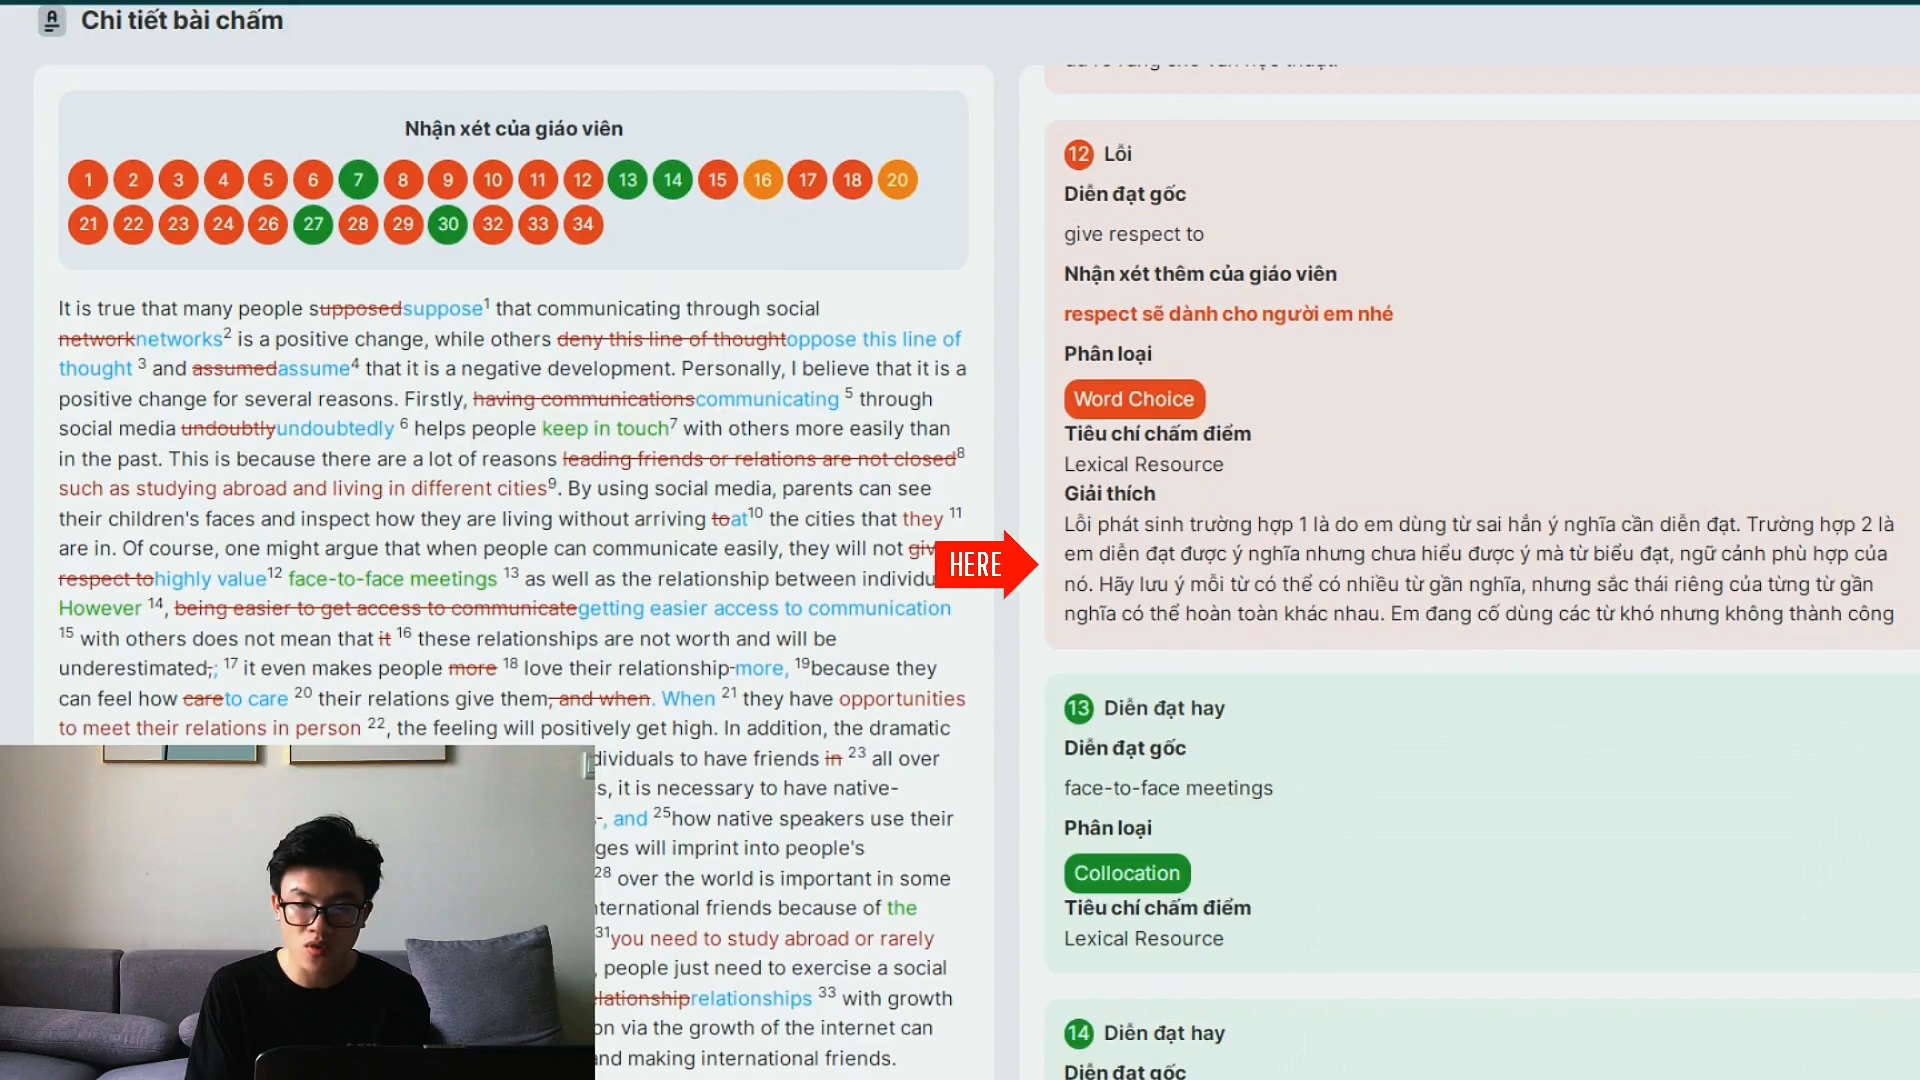 Chi tiết bài chấm
Nhận xét của giáo viên
1 2 3 4 5 6 7 8 9 10 11 12 13 14 15 16 17 18 20
21 22 23 24 26 27 28 29 30 32 33 34
It is true that many people supposedsuppose1 that communicating through social
networknetworks2 is a positive change, while others deny this line of thoughtoppose this line of
thought 3 and assumedassume4 that it is a negative development. Personally, I believe that it is a
positive change for several reasons. Firstly, having communicationscommunicating 5 through
social media undoubtlyundoubtedly 6 helps people keep in touch7 with others more easily than
in the past. This is because there are a lot of reasons leading friends or relations are not closed8
such as studying abroad and living in different cities9. By using social media, parents can see
their children's faces and inspect how they are living without arriving toat10 the cities that they 11
are in. Of course, one might argue that when people can communicate easily, they will not giv
respect tohighly value12 face-to-face meetings 13 as well as the relationship between individu
However 14, being easier to get access to communicategetting easier access to communication
15 with others does not mean that it 16 these relationships are not worth and will be
underestimated,; 17 it even makes people more 18 love their relationship-more, 19because they
can feel how careto care 20 their relations give them, and when. When 21 they have opportunities
to meet their relations in person 22, the feeling will positively get high. In addition, the dramatic
dividuals to have friends in 23 all over
s, it is necessary to have native-
, and 25how native speakers use their
ges will imprint into people's
28 over the world is important in some
nternational friends because of the
31you need to study abroad or rarely
, people just need to exercise a social
elationshiprelationships 33 with growth
on via the growth of the internet can
and making international friends.
HERE
12 Lỗi
Diễn đạt gốc
give respect to
Nhận xét thêm của giáo viên
respect sẽ dành cho người em nhé
Phân loại
Word Choice
Tiêu chí chấm điểm
Lexical Resource
Giải thích
Lỗi phát sinh trường hợp 1 là do em dùng từ sai hẳn ý nghĩa cần diễn đạt. Trường hợp 2 là
em diễn đạt được ý nghĩa nhưng chưa hiểu được ý mà từ biểu đạt, ngữ cảnh phù hợp của
nó. Hãy lưu ý mỗi từ có thể có nhiều từ gần nghĩa, nhưng sắc thái riêng của từng từ gần
nghĩa có thể hoàn toàn khác nhau. Em đang cố dùng các từ khó nhưng không thành công
13 Diễn đạt hay
Diễn đạt gốc
face-to-face meetings
Phân loại
Collocation
Tiêu chí chấm điểm
Lexical Resource
14 Diễn đạt hay
Diễn đạt gốc